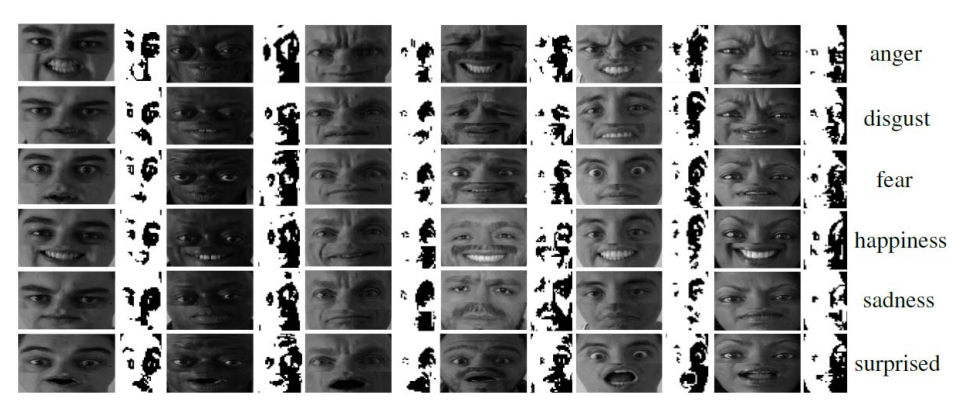 anger
disgust
fear
happiness
sadness
surprised